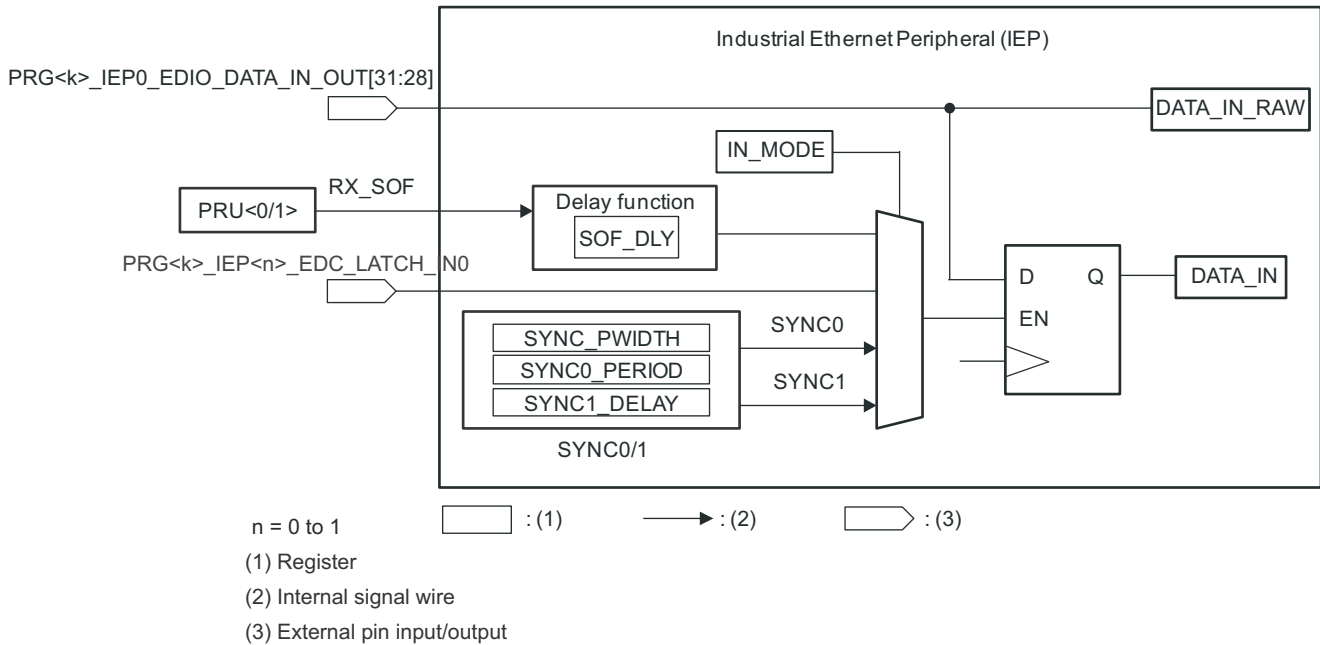 Industrial Ethernet Peripheral (IEP)
PRG<k>_IEP0_EDIO_DATA_IN_OUT[31:28]
DATA_IN_RAW
IN_MODE
RX_SOF
PRU<0/1>
Delay function
SOF_DLY
PRG<k>_IEP<n>_EDC_LATCH_IN0
D Q
DATA_IN
EN
SYNC_PWIDTH
SYNC0
SYNC0_PERIOD
SYNC1
SYNC1_DELAY
SYNC0/1
n = 0 to 1
: (1)
: (2)
: (3)
(1) Register
(2) Internal signal wire
(3) External pin input/output